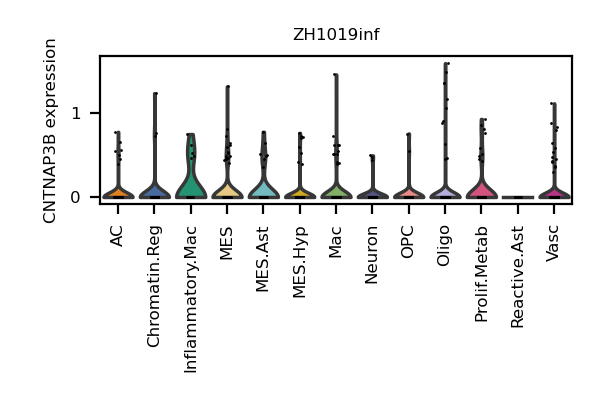 ZH1019inf
CNTNAP3B expression
1
0
AC
Chromatin.Reg
Inflammatory.Mac
MES
MES.Ast
MES.Hyp
Mac
Neuron
OPC
Oligo
Prolif.Metab
Reactive.Ast
Vasc